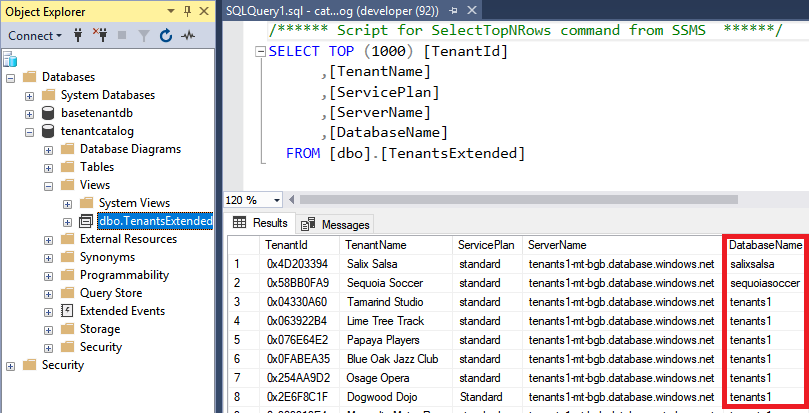 Object Explorer
Connect
Databases
System Databases
basetenantdb
tenantcatalog
Database Diagrams
Tables
Views
System Views
dbo.TenantsExtended
External Resources
Synonyms
Programmability
Query Store
Extended Events
Storage
Security
Security
SQLQuery1.sql - cat...og (developer (92))
/****** Script for SelectTopNRows command from SSMS  ******/
SELECT TOP (1000) [TenantId]
,[TenantName]
,[ServicePlan]
,[ServerName]
,[DatabaseName]
FROM [dbo].[TenantsExtended]
120 %
Results Messages
TenantId TenantName ServicePlan ServerName DatabaseName
1 0x4D203394 Salix Salsa standard tenants1-mt-bgb.database.windows.net salixsalsa
2 0x58BB0FA9 Sequoia Soccer standard tenants1-mt-bgb.database.windows.net sequoiasoccer
3 0x04330A60 Tamarind Studio standard tenants1-mt-bgb.database.windows.net tenants1
4 0x063922B4 Lime Tree Track standard tenants1-mt-bgb.database.windows.net tenants1
5 0x076E64E2 Papaya Players standard tenants1-mt-bgb.database.windows.net tenants1
6 0x0FABEA35 Blue Oak Jazz Club standard tenants1-mt-bgb.database.windows.net tenants1
7 0x254AA9D2 Osage Opera standard tenants1-mt-bgb.database.windows.net tenants1
8 0x2E6F8C1F Dogwood Dojo Standard tenants1-mt-bgb.database.windows.net tenants1